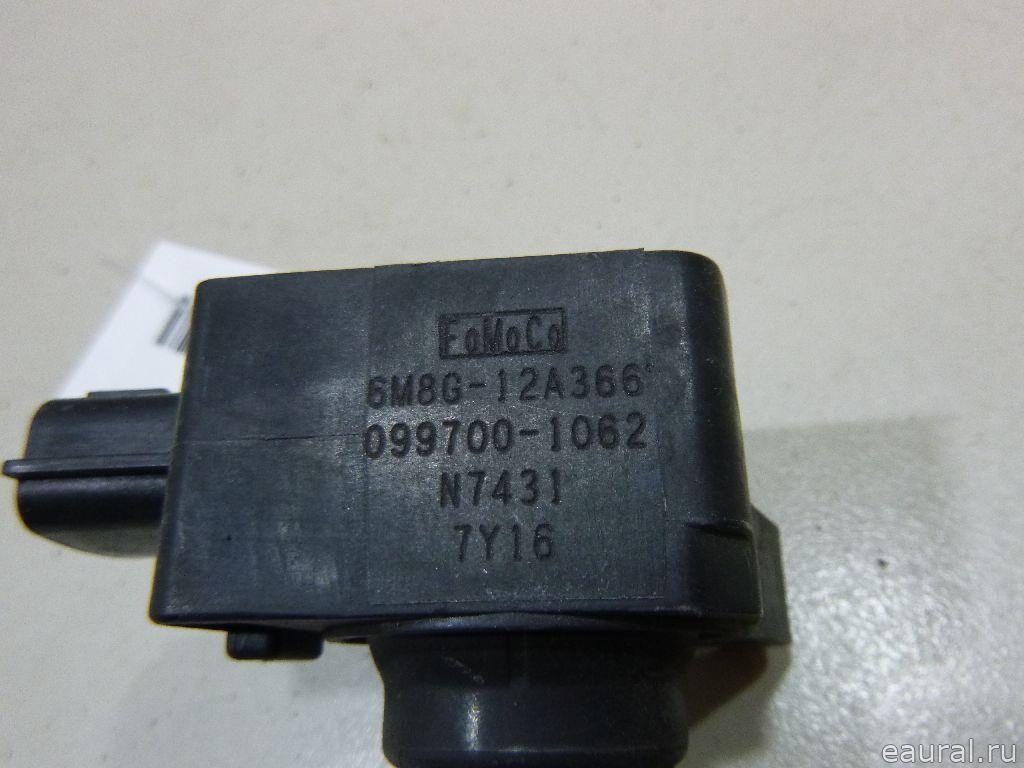 FoMoCo
6M8G-12A366
099700-1062
N7431
7Y16
eaural.ru